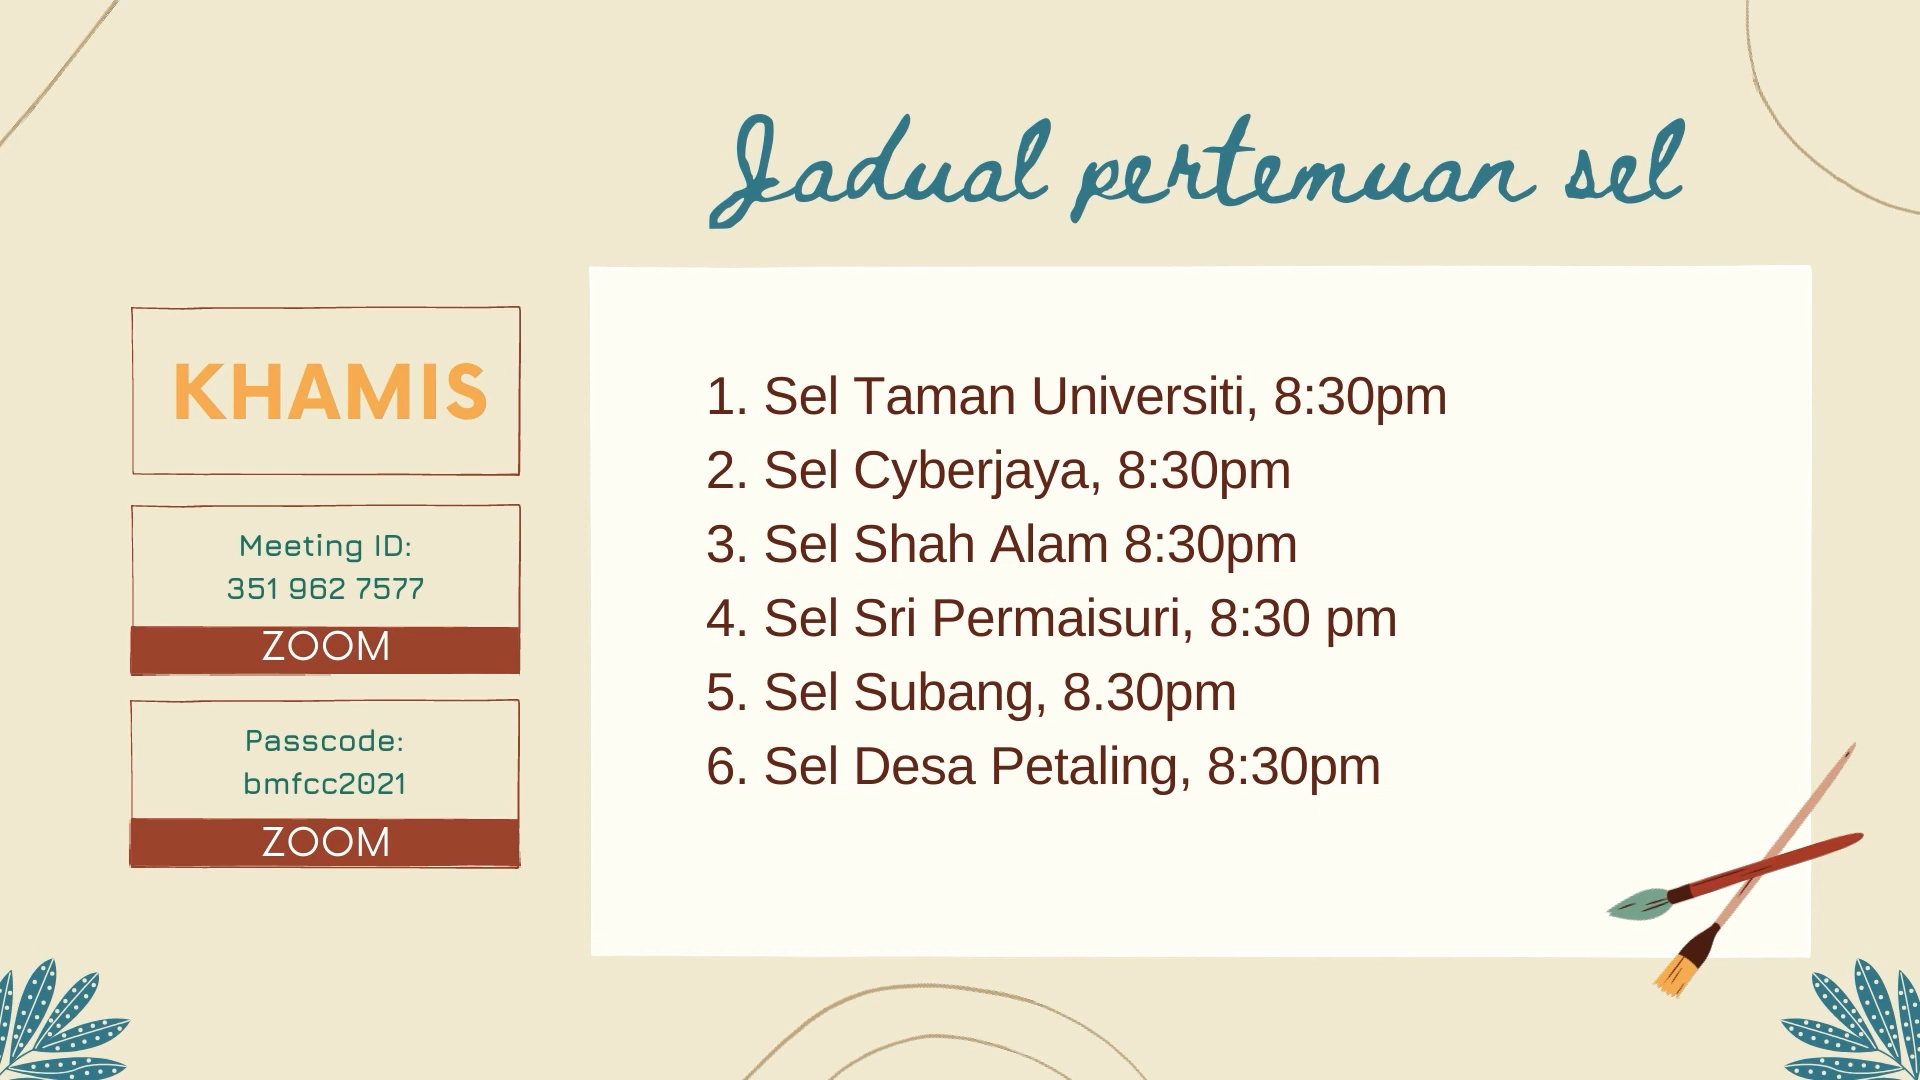 Jadual pertemuan sel
KHAMIS
Meeting ID:
351 962 7577
ZOOM
Passcode:
bmfcc2021
ZOOM
1. Sel Taman Universiti, 8:30pm
2. Sel Cyberjaya, 8:30pm
3. Sel Shah Alam 8:30pm
4. Sel Sri Permaisuri, 8:30 pm
5. Sel Subang, 8.30pm
6. Sel Desa Petaling, 8:30pm